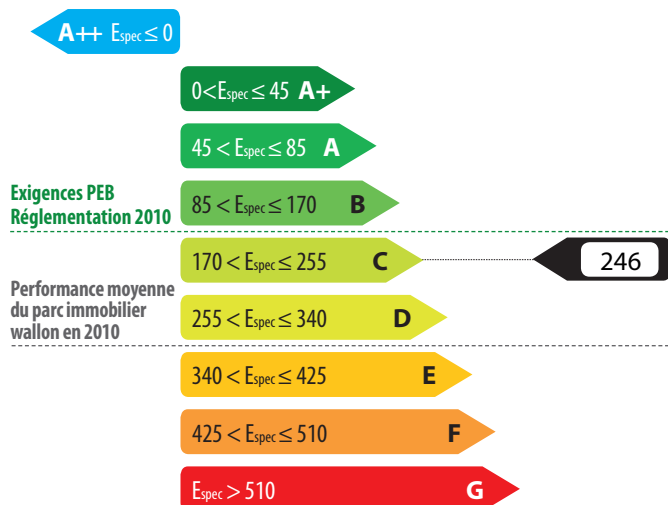 A++ Espec ≤ 0
0<Espec ≤ 45 A+
45 < Espec ≤ 85 A
Exigences PEB
Réglementation 2010
85 < Espec ≤ 170 B
170 < Espec ≤ 255 C
246
Performance moyenne
du parc immobilier
wallon en 2010
255 < Espec ≤ 340 D
340 < Espec ≤ 425 E
425 < Espec ≤ 510 F
Espec > 510 G